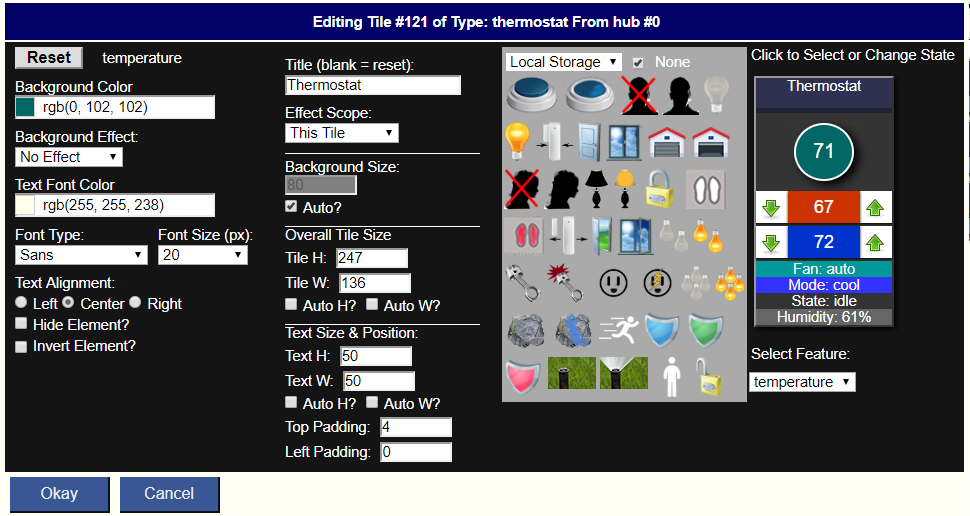 Editing Tile #121 of Type: thermostat From hub #0
Reset temperature
Background Color
rgb(0, 102, 102)
Background Effect:
No Effect
Text Font Color
rgb(255, 255, 238)
Font Type: Font Size (px):
Sans 20
Text Alignment:
Left Center Right
Hide Element?
Invert Element?
Title (blank = reset):
Thermostat
Effect Scope:
This Tile
Background Size:
80
Auto?
Overall Tile Size
Tile H: 247
Tile W: 136
Auto H? Auto W?
Text Size & Position:
Text H: 50
Text W: 50
Auto H? Auto W?
Top Padding: 4
Left Padding: 0
Local Storage None
Click to Select or Change State
Thermostat
71
67
72
Fan: auto
Mode: cool
State: idle
Humidity: 61%
Select Feature:
temperature
Okay Cancel